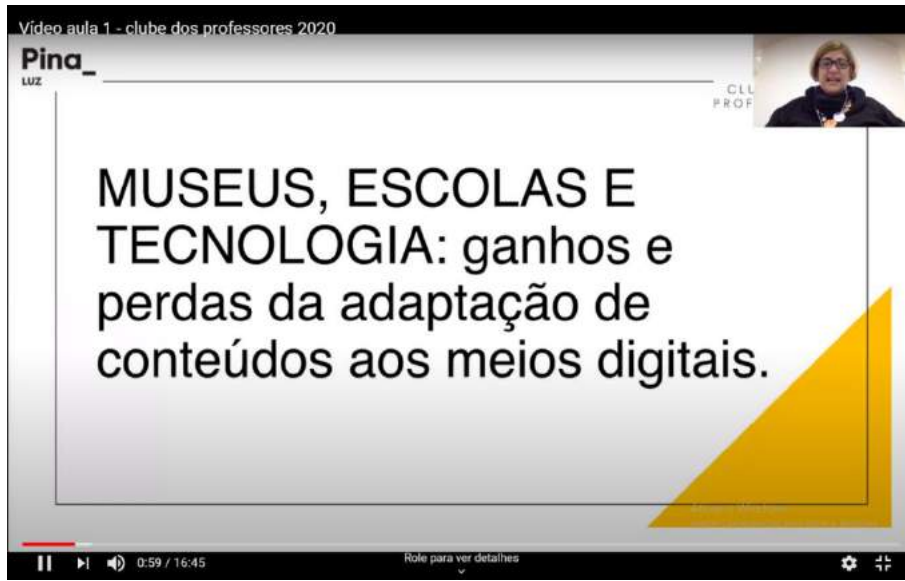 Vídeo aula 1 - clube dos professores 2020
Pina_
LUZ
CLU
PROF
MUSEUS, ESCOLAS E
TECNOLOGIA: ganhos e
perdas da adaptação de
conteúdos aos meios digitais.
0:59 / 16:45
Role para ver detalhes